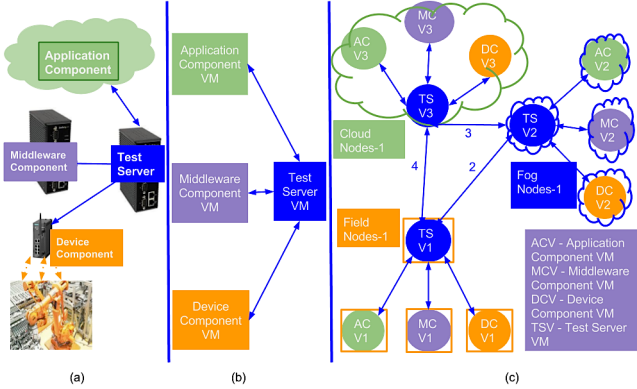 Application
Component
Middleware
Component
Test
Server
Device
Component
(a)
Application
Component
VM
Middleware
Component
VM
Test
Server
VM
Device
Component
VM
(b)
MC
V3
AC
V3
DC
V3
TS
V3
Cloud
Nodes-1
3
TS
V2
AC
V2
MC
V2
DC
V2
Fog
Nodes-1
4
2
Field
Nodes-1
TS
V1
AC
V1
MC
V1
DC
V1
ACV - Application
Component VM
MCV - Middleware
Component VM
DCV - Device
Component VM
TSV - Test Server
VM
(c)